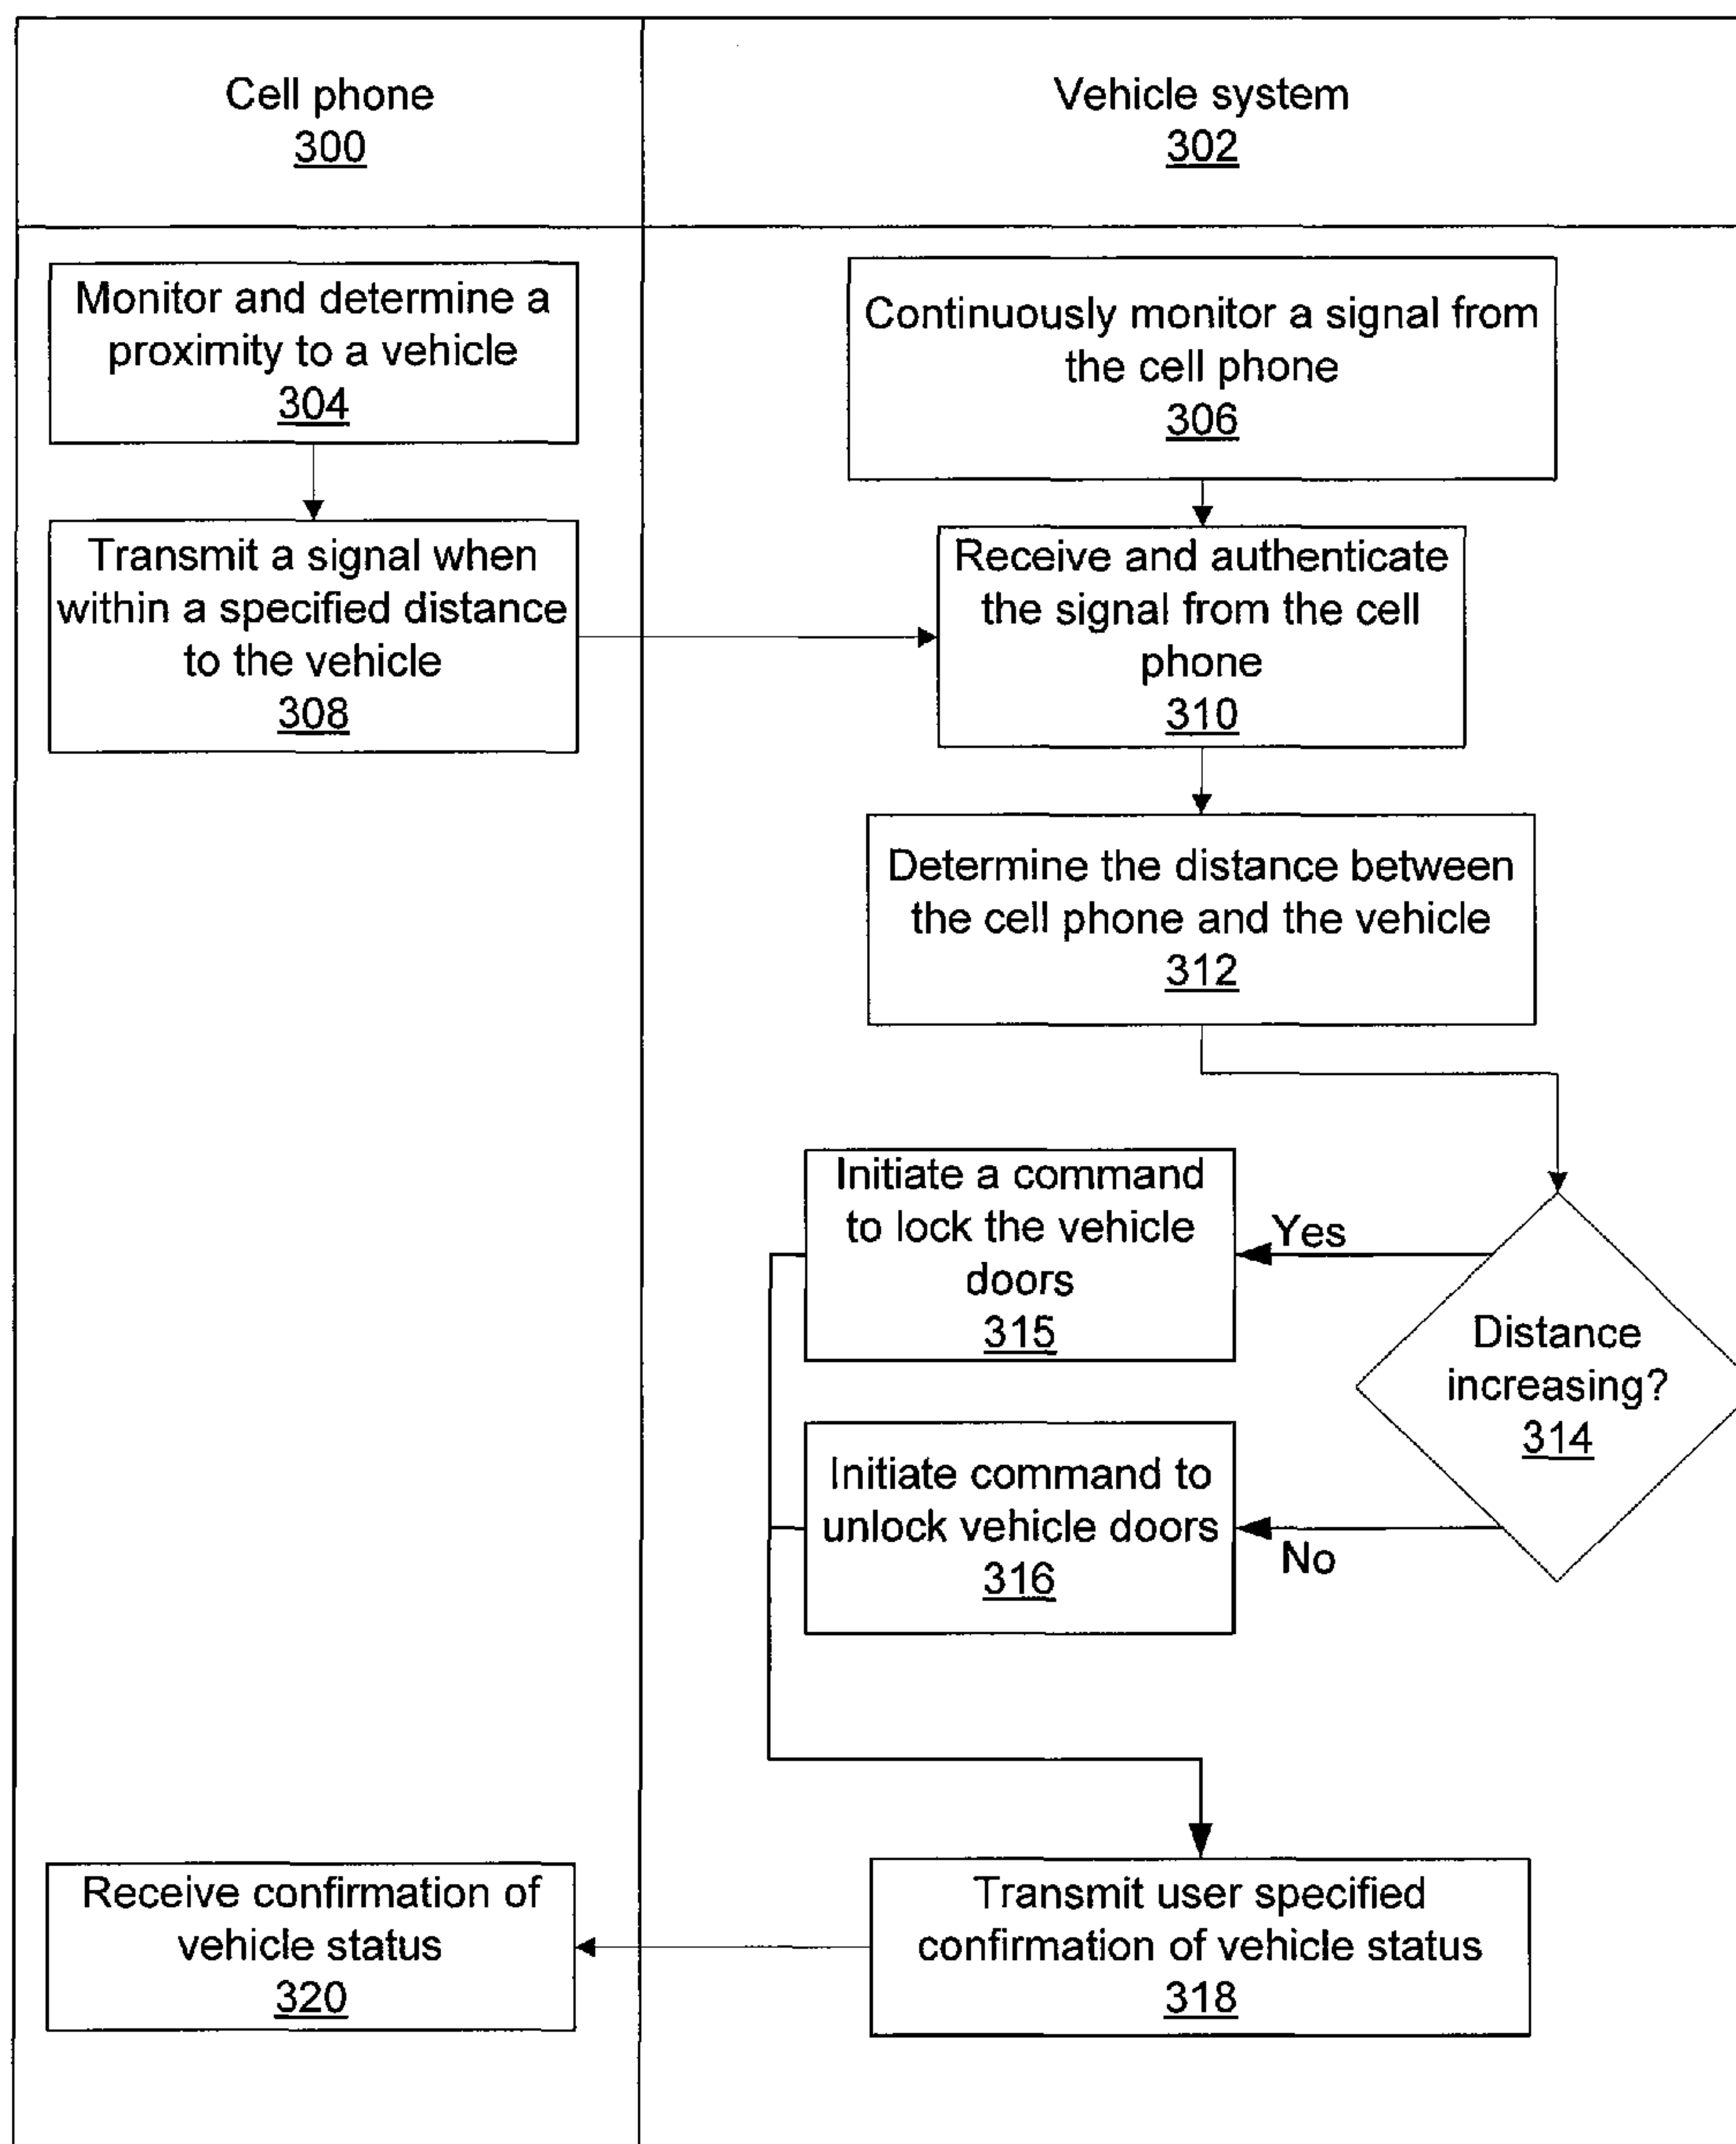 Cell phone
300
Vehicle system
302
Monitor and determine a
proximity to a vehicle
304
Continuously monitor a signal from
the cell phone
306
Transmit a signal when
within a specified distance
to the vehicle
308
Receive and authenticate
the signal from the cell
phone
310
Determine the distance between
the cell phone and the vehicle
312
Initiate a command
to lock the vehicle
doors
315
Yes
Distance
increasing?
314
Initiate command to
unlock vehicle doors
316
No
Receive confirmation of
vehicle status
320
Transmit user specified
confirmation of vehicle status
318